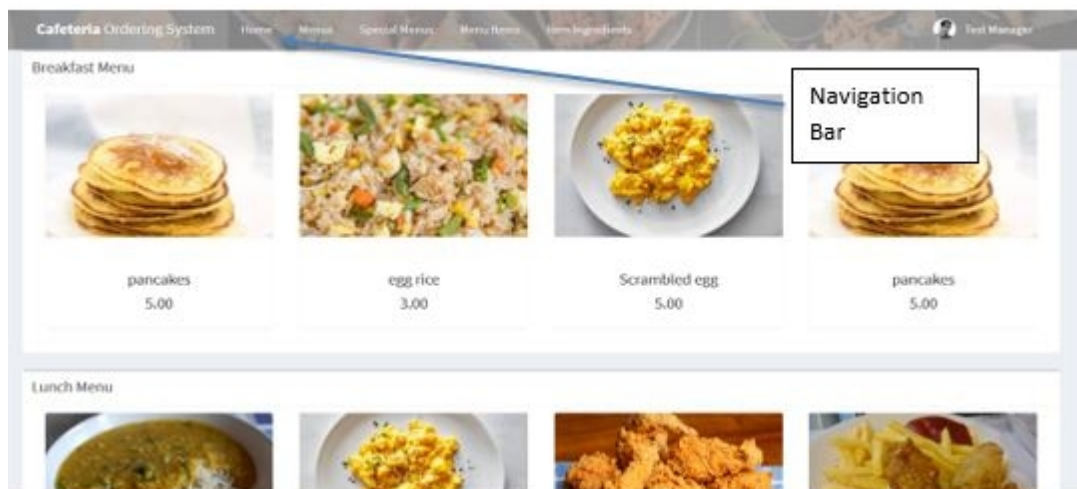 Cafeteria Ordering System Home Menus Special Menus Menu Items Item Ingredients Test Manager
Breakfast Menu
Navigation
Bar
pancakes egg rice Scrambled egg pancakes
5.00 3.00 5.00 5.00
Lunch Menu